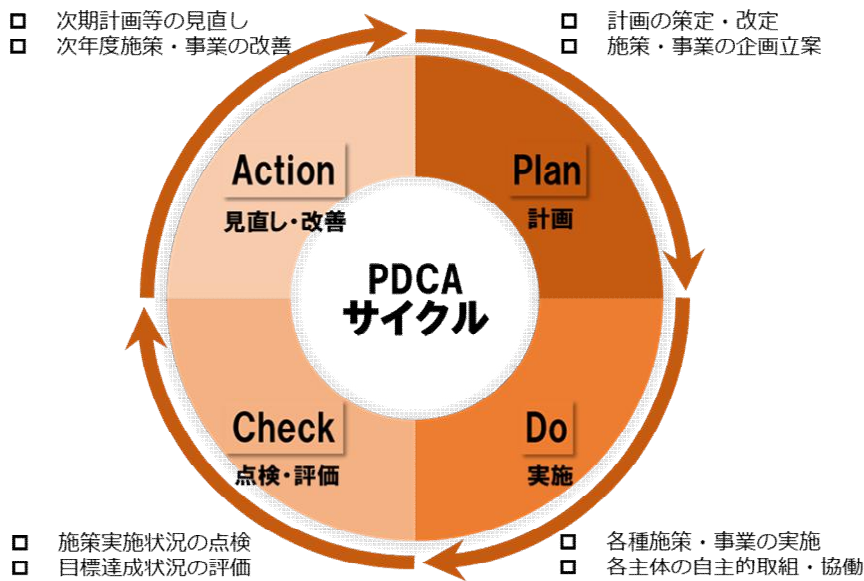 □ 次期計画等の見直し
□ 次年度施策・事業の改善
□ 計画の策定・改定
□ 施策・事業の企画立案
Action
見直し・改善
Plan
計画
PDCA
サイクル
Check
点検・評価
Do
実施
□ 施策実施状況の点検
□ 目標達成状況の評価
□ 各種施策・事業の実施
□ 各主体の自主的取組・協働